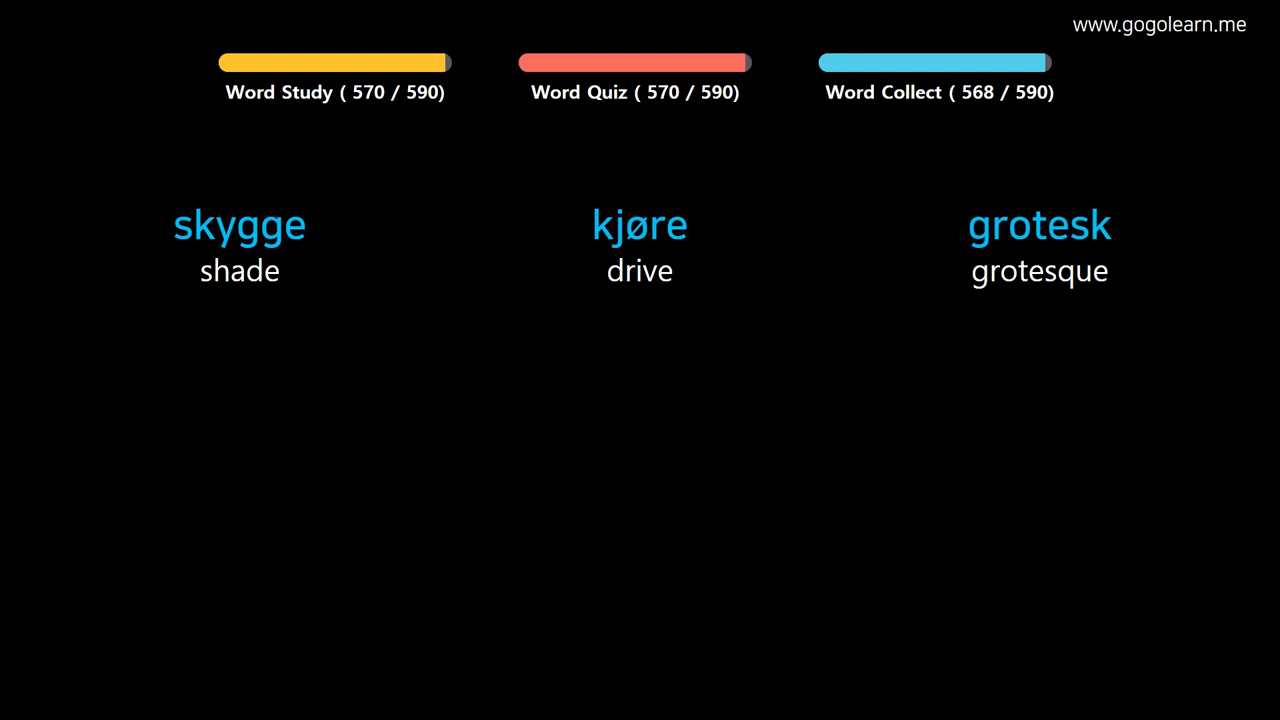 www.gogolearn.me
Word Study ( 570 / 590)
Word Quiz ( 570 / 590)
Word Collect ( 568 / 590)
skygge
shade
kjøre
drive
grotesk
grotesque